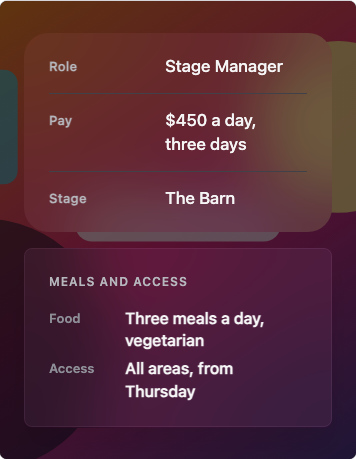 Role Stage Manager
Pay $450 a day,
three days
Stage The Barn
MEALS AND ACCESS
Food Three meals a day,
vegetarian
Access All areas, from
Thursday